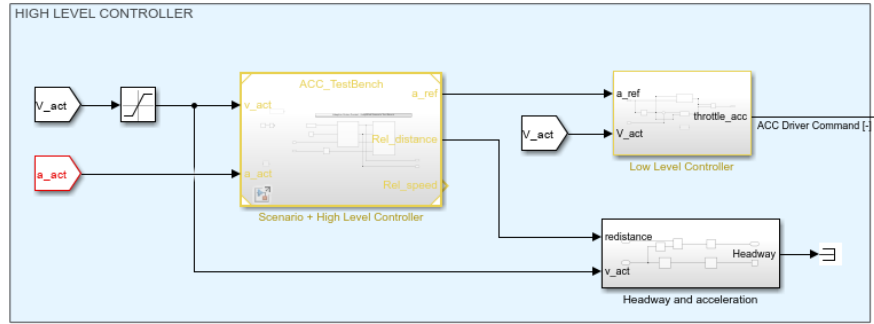 HIGH LEVEL CONTROLLER
V_act
a_act
ACC_TestBench
v_act
a_act
a_ref
Rel_distance
Rel_speed
Scenario + High Level Controller
V_act
a_ref
V_act
throttle_acc
Low Level Controller
ACC Driver Command [-]
redistance
v_act
Headway
Headway and acceleration